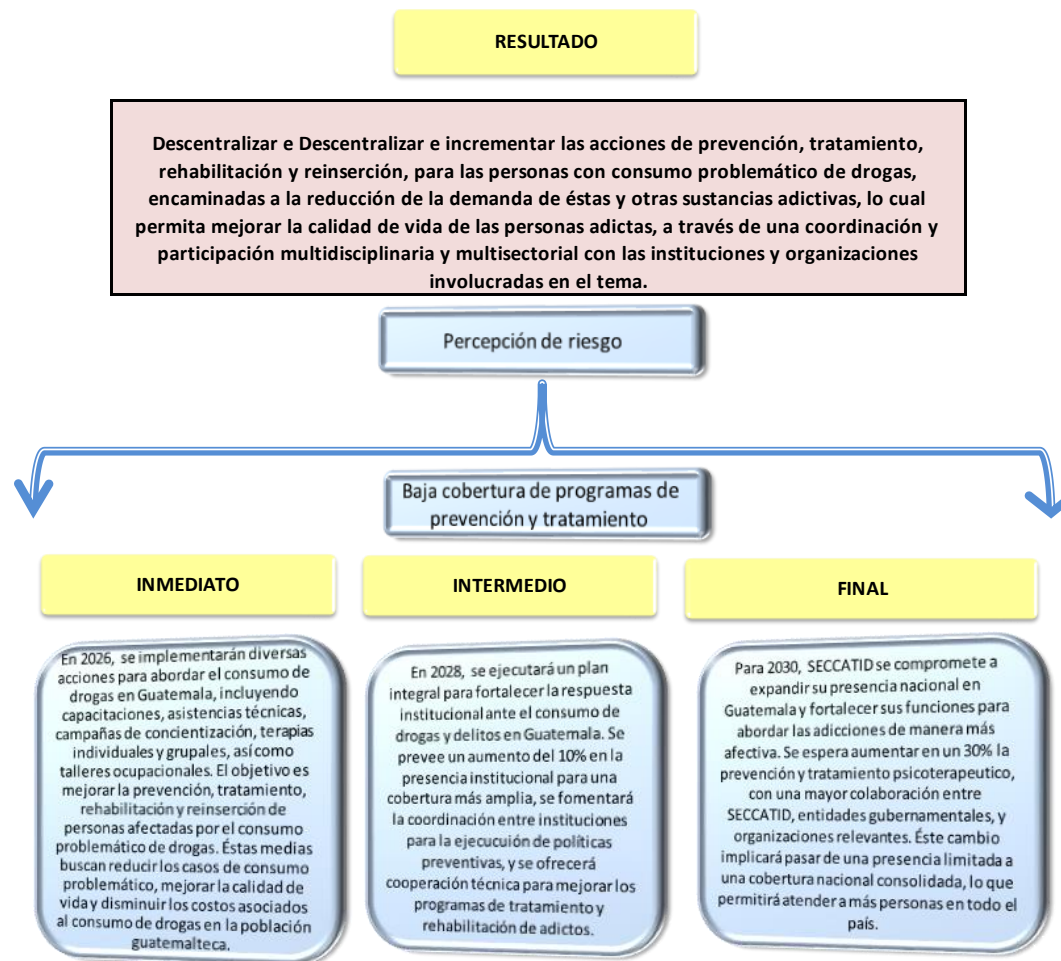 RESULTADO
Descentralizar e Descentralizar e incrementar las acciones de prevención, tratamiento,
rehabilitación y reinserción, para las personas con consumo problemático de drogas,
encaminadas a la reducción de la demanda de éstas y otras sustancias adictivas, lo cual
permita mejorar la calidad de vida de las personas adictas, a través de una coordinación y
participación multidisciplinaria y multisectorial con las instituciones y organizaciones
involucradas en el tema.
Percepción de riesgo
Baja cobertura de programas de
prevención y tratamiento
INMEDIATO
En 2026, se implementarán diversas
acciones para abordar el consumo de
drogas en Guatemala, incluyendo
capacitaciones, asistencias técnicas,
campañas de concientización, terapias
individuales y grupales, así como
talleres ocupacionales. El objetivo es
mejorar la prevención, tratamiento,
rehabilitación y reinserción de
personas afectadas por el consumo
problemático de drogas. Éstas medias
buscan reducir los casos de consumo
problemático, mejorar la calidad de
vida y disminuir los costos asociados
al consumo de drogas en la población
guatemalteca.
INTERMEDIO
En 2028, se ejecutará un plan
integral para fortalecer la respuesta
institucional ante el consumo de
drogas y delitos en Guatemala. Se
prevee un aumento del 10% en la
presencia institucional para una
cobertura más amplia, se fomentará
la coordinación entre instituciones
para la ejecucución de políticas
preventivas, y se ofrecerá
cooperación técnica para mejorar los
programas de tratamiento y
rehabilitación de adictos.
FINAL
Para 2030, SECCATID se compromete a
expandir su presencia nacional en
Guatemala y fortalecer sus funciones para
abordar las adicciones de manera más
afectiva. Se espera aumentar en un 30% la
prevención y tratamiento psicoterapeutico,
con una mayor colaboración entre
SECCATID, entidades gubernamentales, y
organizaciones relevantes. Éste cambio
implicará pasar de una presencia limitada a
una cobertura nacional consolidada, lo que
permitirá atender a más personas en todo el
país.